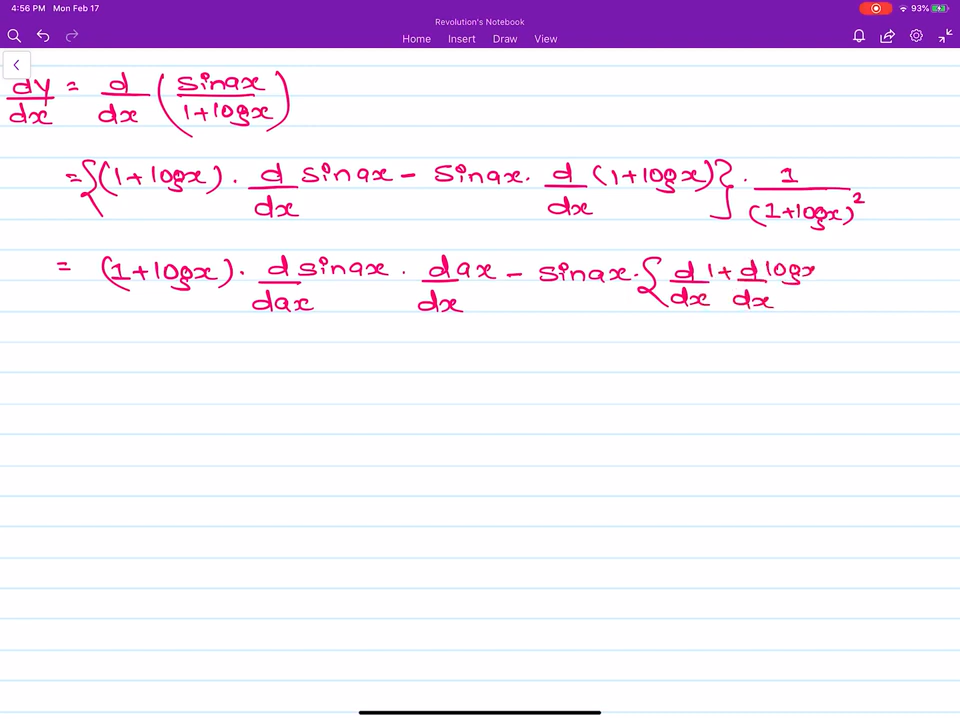 4:56 PM Mon Feb 17 93%
Revolution's Notebook
Home Insert Draw View
dy/dx = d/dx (sinax/1+logx)
= {(1+logx) · d/dx sinax - sinax · d/dx (1+logx)} · 1/(1+logx)²
= (1+logx) · d sinax/dax · dax/dx - sinax · {d/dx 1 + d/dx logx